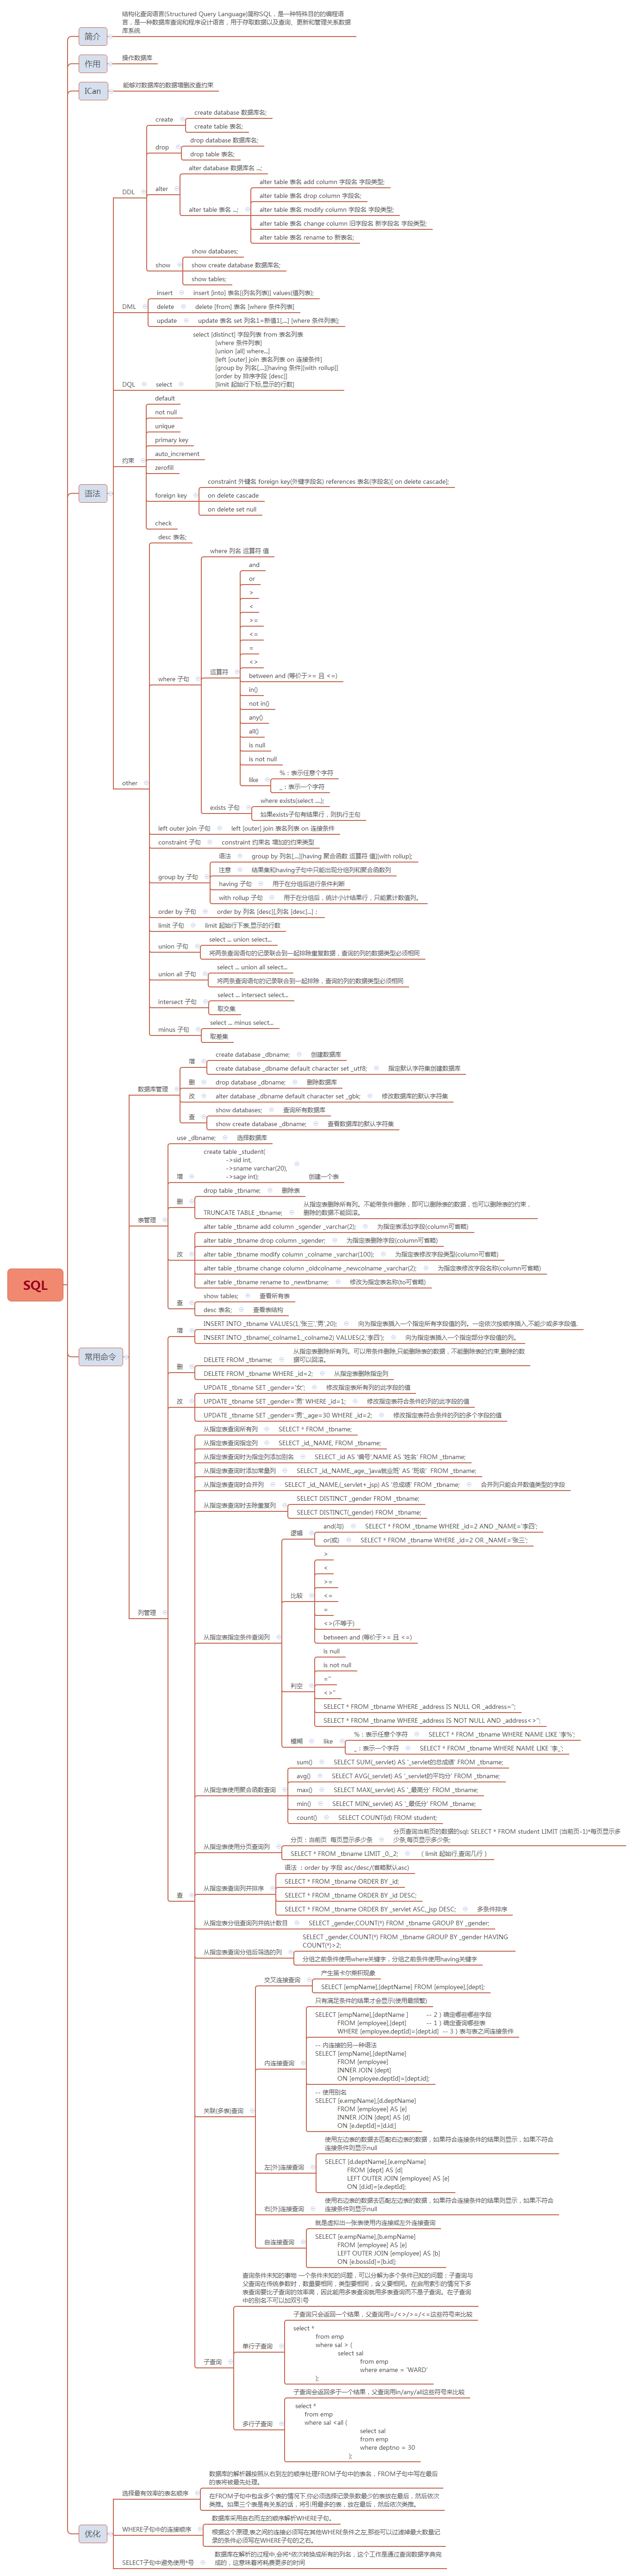 SQL
简介
结构化查询语言(Structured Query Language)简称SQL，是一种特殊目的的编程语
言，是一种数据库查询和程序设计语言，用于存取数据以及查询、更新和管理关系数据
库系统
作用
操作数据库
ICan
能够对数据库的数据增删改查约束
语法
DDL
create
create database 数据库名;
create table 表名;
drop
drop database 数据库名;
drop table 表名;
alter
alter database 数据库名 ...;
alter table 表名 ...;
alter table 表名 add column 字段名 字段类型;
alter table 表名 drop column 字段名;
alter table 表名 modify column 字段名 字段类型;
alter table 表名 change column 旧字段名 新字段名 字段类型;
alter table 表名 rename to 新表名;
show
show databases;
show create database 数据库名;
show tables;
DML
insert
insert [into] 表名[(列名列表)] values(值列表);
delete
delete [from] 表名 [where 条件列表]
update
update 表名 set 列名1=新值1[,...] [where 条件列表];
DQL
select
select [distinct] 字段列表 from 表名列表
[where 条件列表]
[union [all] where...]
[left [outer] join 表名列表 on 连接条件]
[group by 列名[,...][having 条件][with rollup]]
[order by 排序字段 [desc]]
[limit 起始行下标,显示的行数]
约束
default
not null
unique
primary key
auto_increment
zerofill
foreign key
constraint 外键名 foreign key(外键字段名) references 表名(字段名)[ on delete cascade];
on delete cascade
on delete set null
check
other
desc 表名;
where 子句
where 列名 运算符 值
运算符
and
or
>
<
>=
<=
=
<>
between and (等价于>= 且 <=)
in()
not in()
any()
all()
is null
is not null
like
%：表示任意个字符
_：表示一个字符
exists 子句
where exists(select ....);
如果exists子句有结果行，则执行主句
left outer join 子句
left [outer] join 表名列表 on 连接条件
constraint 子句
constraint 约束名 增加的约束类型
group by 子句
语法
group by 列名[,...][having 聚合函数 运算符 值][with rollup];
注意
结果集和having子句中只能出现分组列和聚合函数列
having 子句
用于在分组后进行条件判断
with rollup 子句
用于在分组后，统计小计结果行，只能累计数值列。
order by 子句
order by 列名 [desc][,列名 [desc]...]；
limit 子句
limit 起始行下表,显示的行数
union 子句
select ... union select...
将两条查询语句的记录联合到一起排除重复数据，查询的列的数据类型必须相同
union all 子句
select ... union all select...
将两条查询语句的记录联合到一起排除，查询的列的数据类型必须相同
intersect 子句
select ... intersect select...
取交集
minus 子句
select ... minus select...
取差集
常用命令
数据库管理
增
create database _dbname;
创建数据库
create database _dbname default character set _utf8;
指定默认字符集创建数据库
删
drop database _dbname;
删除数据库
改
alter database _dbname default character set _gbk;
修改数据库的默认字符集
查
show databases;
查询所有数据库
show create database _dbname;
查看数据库的默认字符集
表管理
use _dbname;
选择数据库
增
create table _student(
->sid int,
->sname varchar(20),
->sage int);
创建一个表
删
drop table _tbname;
删除表
TRUNCATE TABLE _tbname;
从指定表删除所有列。不能带条件删除，即可以删除表的数据，也可以删除表的约束，
删除的数据不能回滚。
改
alter table _tbname add column _sgender _varchar(2);
为指定表添加字段(column可省略)
alter table _tbname drop column _sgender;
为指定表删除字段(column可省略)
alter table _tbname modify column _colname _varchar(100);
为指定表修改字段类型(column可省略)
alter table _tbname change column _oldcolname _newcolname _varchar(2);
为指定表修改字段名称(column可省略)
alter table _tbname rename to _newtbname;
修改为指定表名称(to可省略)
查
show tables;
查看所有表
desc 表名;
查看表结构
列管理
增
INSERT INTO _tbname VALUES(1,'张三','男',20);
向为指定表插入一个指定所有字段值的列。一定依次按顺序插入,不能少或多字段值.
INSERT INTO _tbname(_colname1,_colname2) VALUES(2,'李四');
向为指定表插入一个指定部分字段值的列。
删
DELETE FROM _tbname;
从指定表删除所有列。可以带条件删除,只能删除表的数据，不能删除表的约束,删除的数
据可以回滚。
DELETE FROM _tbname WHERE _id=2;
从指定表删除指定列
改
UPDATE _tbname SET _gender='女';
修改指定表所有列的此字段的值
UPDATE _tbname SET _gender='男' WHERE _id=1;
修改指定表符合条件的列的此字段的值
UPDATE _tbname SET _gender='男',_age=30 WHERE _id=2;
修改指定表符合条件的列的多个字段的值
查
从指定表查询所有列
SELECT * FROM _tbname;
从指定表查询指定列
SELECT _id,_NAME, FROM _tbname;
从指定表查询时为指定列添加别名
SELECT _id AS '编号',NAME AS '姓名' FROM _tbname;
从指定表查询时添加常量列
SELECT _id,_NAME,_age,_'java就业班' AS '班级' FROM _tbname;
从指定表查询时合并列
SELECT _id,_NAME,(_servlet+_jsp) AS '总成绩' FROM _tbname;
合并列只能合并数值类型的字段
从指定表查询时去除重复列
SELECT DISTINCT _gender FROM _tbname;
SELECT DISTINCT(_gender) FROM _tbname;
从指定表指定条件查询列
逻辑
and(与)
SELECT * FROM _tbname WHERE _id=2 AND _NAME='李四';
or(或)
SELECT * FROM _tbname WHERE _id=2 OR _NAME='张三';
比较
>
<
>=
<=
=
<>(不等于)
between and (等价于>= 且 <=)
判空
is null
is not null
=''
<>''
SELECT * FROM _tbname WHERE _address IS NULL OR _address='';
SELECT * FROM _tbname WHERE _address IS NOT NULL AND _address<>'';
模糊
like
%：表示任意个字符
SELECT * FROM _tbname WHERE NAME LIKE '李%';
_：表示一个字符
SELECT * FROM _tbname WHERE NAME LIKE '李_';
从指定表使用聚合函数查询
sum()
SELECT SUM(_servlet) AS '_servlet的总成绩' FROM _tbname;
avg()
SELECT AVG(_servlet) AS '_servlet的平均分' FROM _tbname;
max()
SELECT MAX(_servlet) AS '_最高分' FROM _tbname;
min()
SELECT MIN(_servlet) AS '_最低分' FROM _tbname;
count()
SELECT COUNT(id) FROM student;
从指定表使用分页查询列
分页：当前页 每页显示多少条
分页查询当前页的数据的sql: SELECT * FROM student LIMIT (当前页-1)*每页显示多
少条,每页显示多少条;
SELECT * FROM _tbname LIMIT _0,_2;
（ limit 起始行,查询几行 ）
从指定表查询列并排序
语法 ：order by 字段 asc/desc/(省略默认asc)
SELECT * FROM _tbname ORDER BY _id;
SELECT * FROM _tbname ORDER BY _id DESC;
SELECT * FROM _tbname ORDER BY _servlet ASC,_jsp DESC;
多条件排序
从指定表分组查询列并统计数目
SELECT _gender,COUNT(*) FROM _tbname GROUP BY _gender;
从指定表查询分组后筛选的列
SELECT _gender,COUNT(*) FROM _tbname GROUP BY _gender HAVING
COUNT(*)>2;
分组之前条件使用where关键字，分组之前条件使用having关键字
关联(多表)查询
交叉连接查询
产生笛卡尔乘积现象
SELECT [empName],[deptName] FROM [employee],[dept];
内连接查询
只有满足条件的结果才会显示(使用最频繁)
SELECT [empName],[deptName ] -- 2 ) 确定哪些哪些字段
FROM [employee],[dept] -- 1 ) 确定查询哪些表
WHERE [employee.deptId]=[dept.id] -- 3 ) 表与表之间连接条件
-- 内连接的另一种语法
SELECT [empName],[deptName]
FROM [employee]
INNER JOIN [dept]
ON [employee.deptId]=[dept.id];
-- 使用别名
SELECT [e.empName],[d.deptName]
FROM [employee] AS [e]
INNER JOIN [dept] AS [d]
ON [e.deptId]=[d.id;]
左[外]连接查询
使用左边表的数据去匹配右边表的数据，如果符合连接条件的结果则显示，如果不符合
连接条件则显示null
SELECT [d.deptName],[e.empName]
FROM [dept] AS [d]
LEFT OUTER JOIN [employee] AS [e]
ON [d.id]=[e.deptId];
右[外]连接查询
使用右边表的数据去匹配左边表的数据，如果符合连接条件的结果则显示，如果不符合
连接条件则显示null
自连接查询
就是虚拟出一张表使用内连接或左外连接查询
SELECT [e.empName],[b.empName]
FROM [employee] AS [e]
LEFT OUTER JOIN [employee] AS [b]
ON [e.bossId]=[b.id];
子查询
查询条件未知的事物 一个条件未知的问题，可以分解为多个条件已知的问题；子查询与
父查询在传统参数时，数量要相同，类型要相同，含义要相同。在启用索引的情况下多
表查询要比子查询的效率高，因此能用多表查询就用多表查询而不是子查询。在子查询
中的别名不可以加双引号
单行子查询
子查询只会返回一个结果，父查询用=/<>/>=/<=这些符号来比较
select *
from emp
where sal > (
select sal
from emp
where ename = 'WARD'
);
多行子查询
子查询会返回多于一个结果，父查询用in/any/all这些符号来比较
select *
from emp
where sal <all (
select sal
from emp
where deptno = 30
);
优化
选择最有效率的表名顺序
数据库的解析器按照从右到左的顺序处理FROM子句中的表名，FROM子句中写在最后
的表将被最先处理。
在FROM子句中包含多个表的情况下,你必须选择记录条数最少的表放在最后，然后依次
类推。如果三个表是有关系的话，将引用最多的表，放在最后，然后依次类推。
WHERE子句中的连接顺序
数据库采用自右而左的顺序解析WHERE子句。
根据这个原理,表之间的连接必须写在其他WHERE条件之左,那些可以过滤掉最大数量记
录的条件必须写在WHERE子句的之右。
SELECT子句中避免使用*号
数据库在解析的过程中,会将*依次转换成所有的列名，这个工作是通过查询数据字典完
成的，这意味着将耗费更多的时间